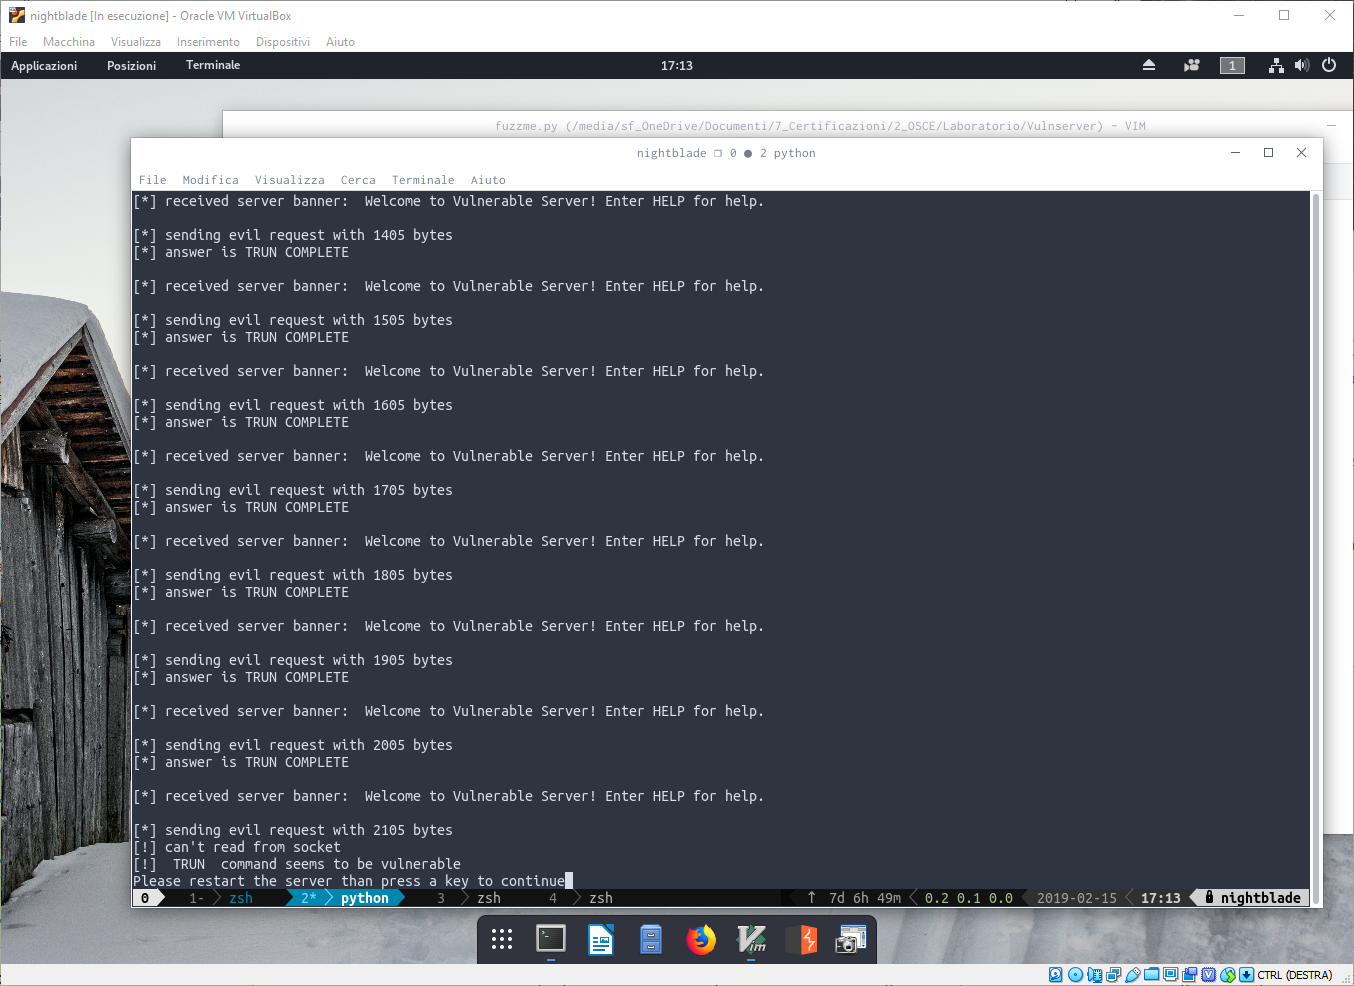 nightblade [In esecuzione] - Oracle VM VirtualBox
File Macchina Visualizza Inserimento Dispositivi Aiuto
Applicazioni Posizioni Terminale 17:13 1
fuzzme.py (/media/sf_OneDrive/Documenti/7_Certificazioni/2_OSCE/Laboratorio/Vulnserver) - VIM
nightblade ❐ 0 ● 2 python
File Modifica Visualizza Cerca Terminale Aiuto
[*] received server banner:  Welcome to Vulnerable Server! Enter HELP for help.
[*] sending evil request with 1405 bytes
[*] answer is TRUN COMPLETE
[*] received server banner:  Welcome to Vulnerable Server! Enter HELP for help.
[*] sending evil request with 1505 bytes
[*] answer is TRUN COMPLETE
[*] received server banner:  Welcome to Vulnerable Server! Enter HELP for help.
[*] sending evil request with 1605 bytes
[*] answer is TRUN COMPLETE
[*] received server banner:  Welcome to Vulnerable Server! Enter HELP for help.
[*] sending evil request with 1705 bytes
[*] answer is TRUN COMPLETE
[*] received server banner:  Welcome to Vulnerable Server! Enter HELP for help.
[*] sending evil request with 1805 bytes
[*] answer is TRUN COMPLETE
[*] received server banner:  Welcome to Vulnerable Server! Enter HELP for help.
[*] sending evil request with 1905 bytes
[*] answer is TRUN COMPLETE
[*] received server banner:  Welcome to Vulnerable Server! Enter HELP for help.
[*] sending evil request with 2005 bytes
[*] answer is TRUN COMPLETE
[*] received server banner:  Welcome to Vulnerable Server! Enter HELP for help.
[*] sending evil request with 2105 bytes
[!] can't read from socket
[!]  TRUN  command seems to be vulnerable
Please restart the server than press a key to continue
0 1- zsh 2* python 3 zsh 4 zsh ↑ 7d 6h 49m 0.2 0.1 0.0 2019-02-15 17:13 nightblade
Vim
CTRL (DESTRA)